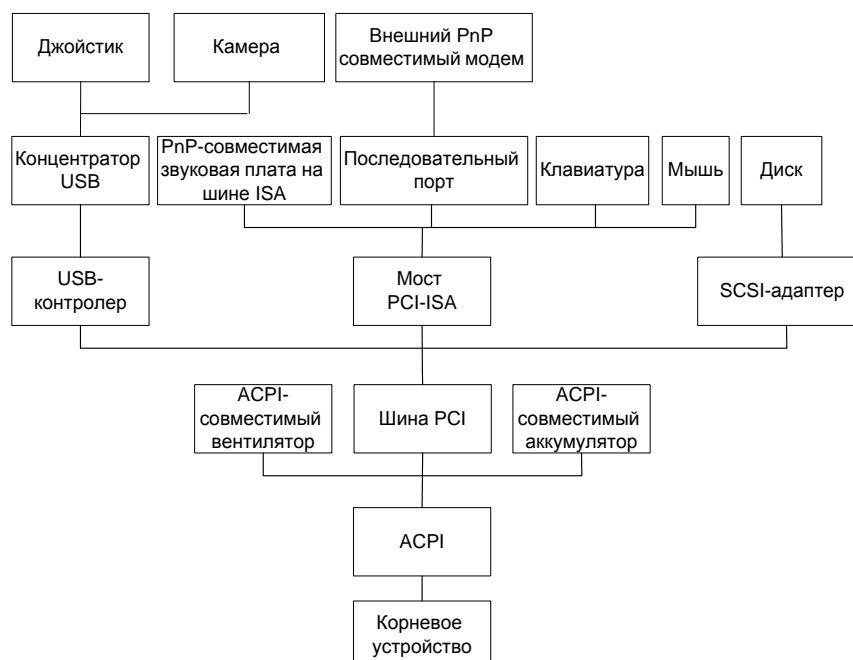 Джойстик
Камера
Внешний PnP
совместимый модем
Концентратор
USB
PnP-совместимая
звуковая плата на
шине ISA
Последовательный
порт
Клавиатура
Мышь
Диск
USB-
контролер
Мост
PCI-ISA
SCSI-адаптер
ACPI-
совместимый
вентилятор
Шина PCI
ACPI-
совместимый
аккумулятор
ACPI
Корневое
устройство